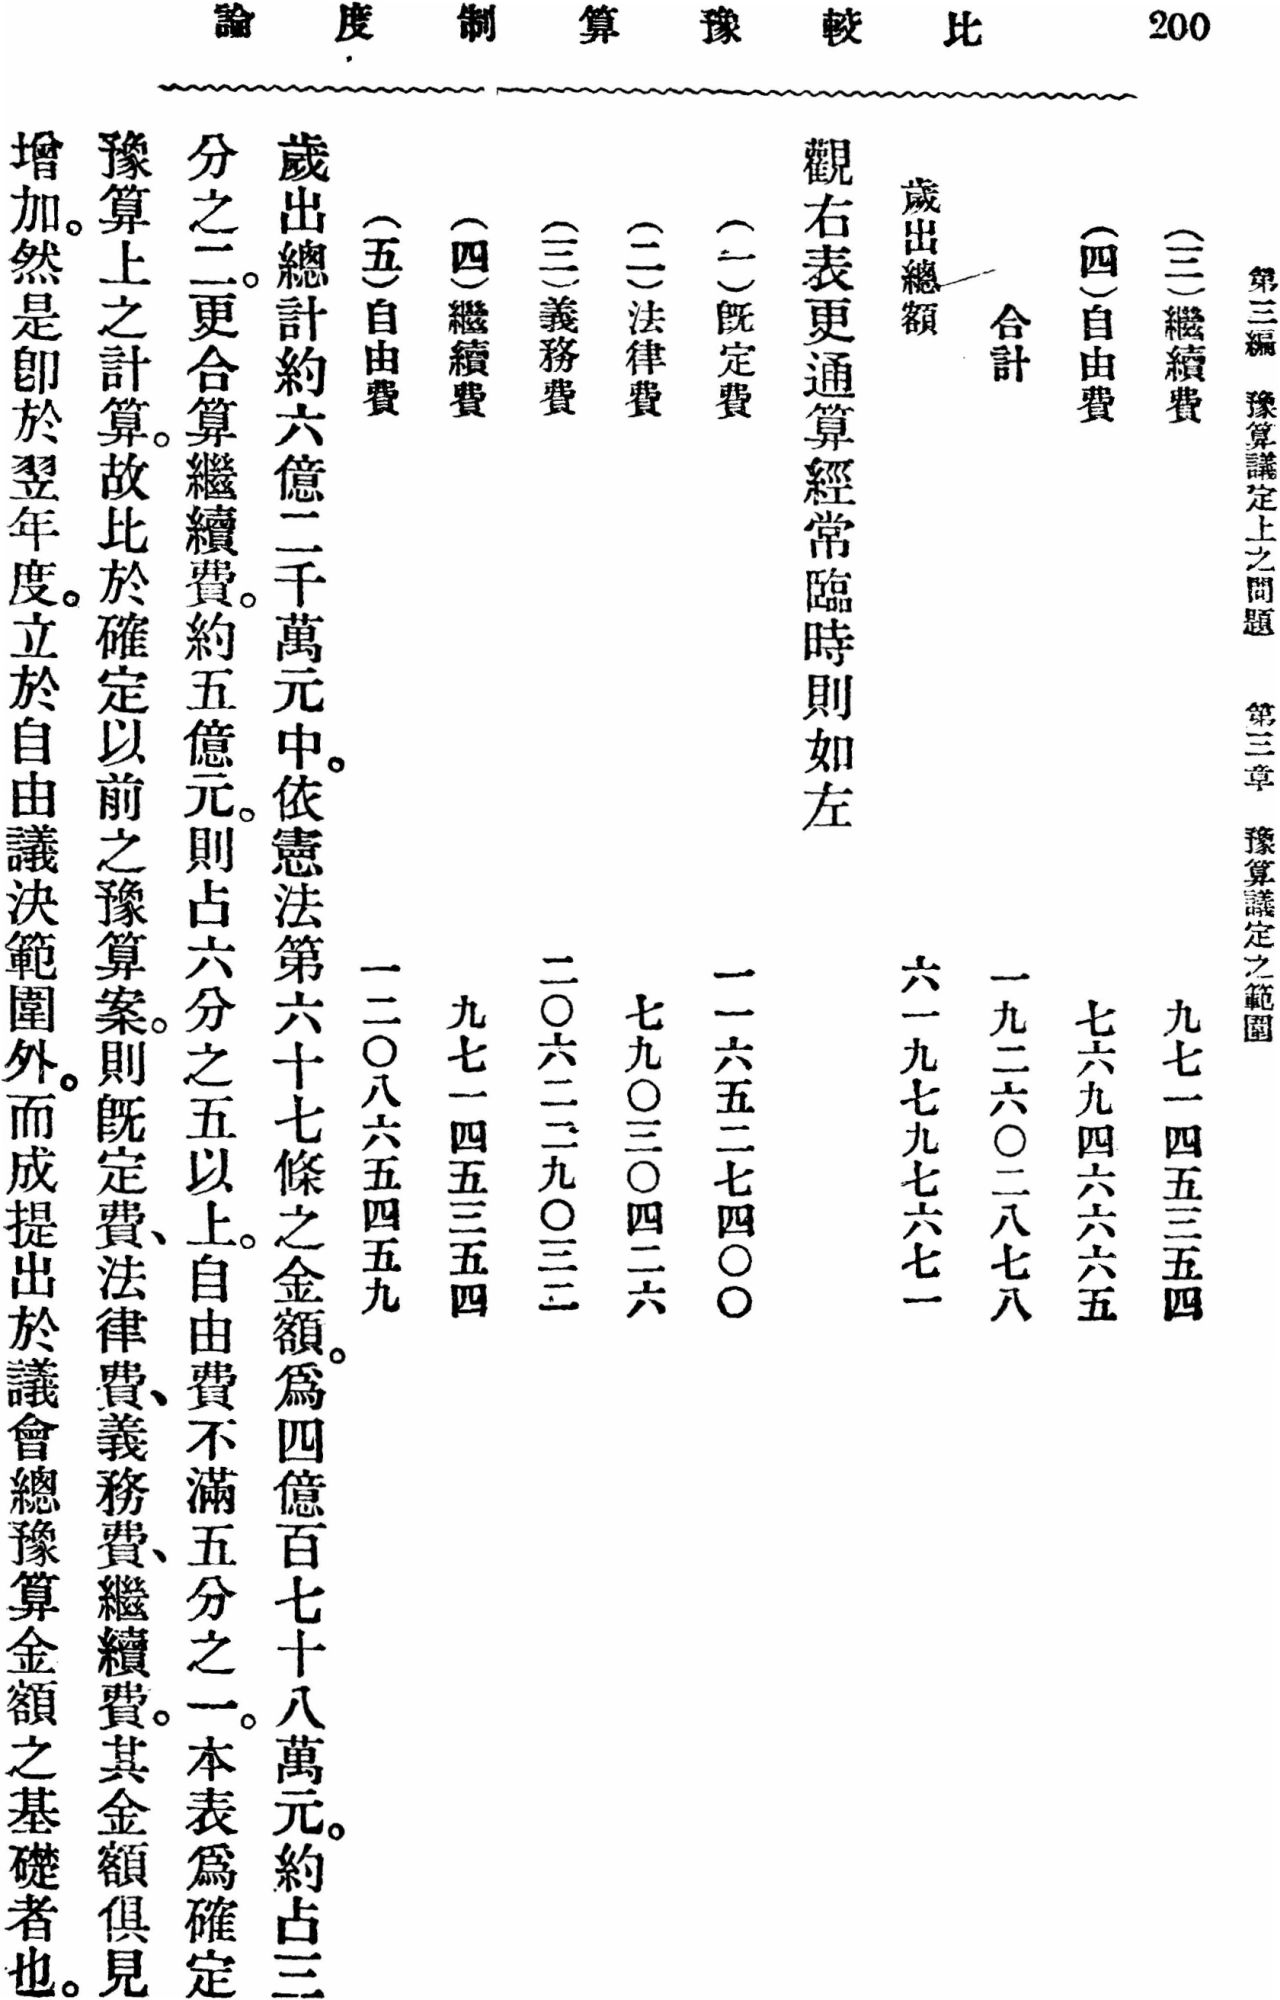 200 比較豫算制度論
第三編 豫算議定上之問題 第三章 豫算議定之範圍
(三)繼續費 九七一四五三五四
(四)自由費 七六九四六六六五
合計 一九二六〇二八七八
歲出總額 六一九七九七六七一
觀右表更通算經常臨時則如左
(一)既定費 一一六五二七四〇〇
(二)法律費 七九〇三〇四二六
(三)義務費 二〇六二二九〇三二
(四)繼續費 九七一四五三五四
(五)自由費 一二〇八六五四五九
歲出總計約六億二千萬元中。依憲法第六十七條之金額。爲四億百七十八萬元。約占三
分之二。更合算繼續費。約五億元。則占六分之五以上。自由費不滿五分之一。本表爲確定
豫算上之計算。故比於確定以前之豫算案。則既定費、法律費、義務費、繼續費。其金額俱見
增加。然是卽於翌年度。立於自由議決範圍外。而成提出於議會總豫算金額之基礎者也。